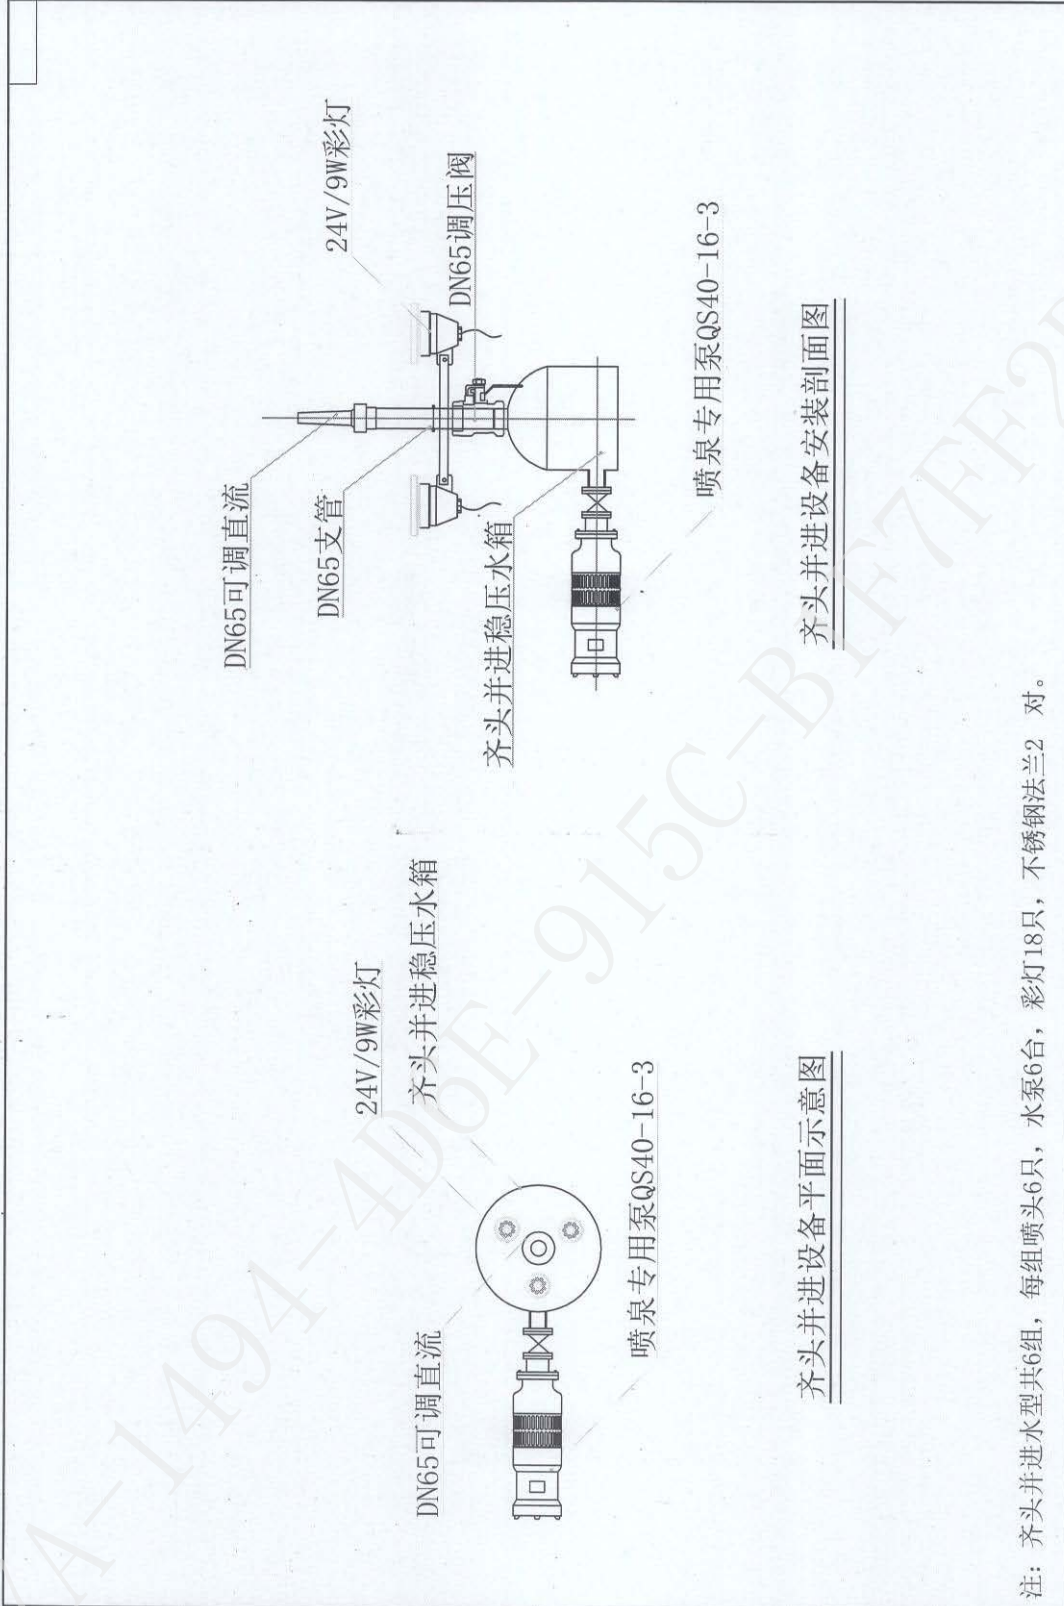 DN65可调直流
24V/9W彩灯
齐头并进稳压水箱
喷泉专用泵QS40-16-3
齐头并进设备平面示意图
DN65可调直流
24V/9W彩灯
DN65支管
DN65调压阀
齐头并进稳压水箱
喷泉专用泵QS40-16-3
齐头并进设备安装剖面图
注：齐头并进水型共6组，每组喷头6只，水泵6台，彩灯18只，不锈钢法兰2 对。
A-1494-4D6E-915C-B1F7FF2